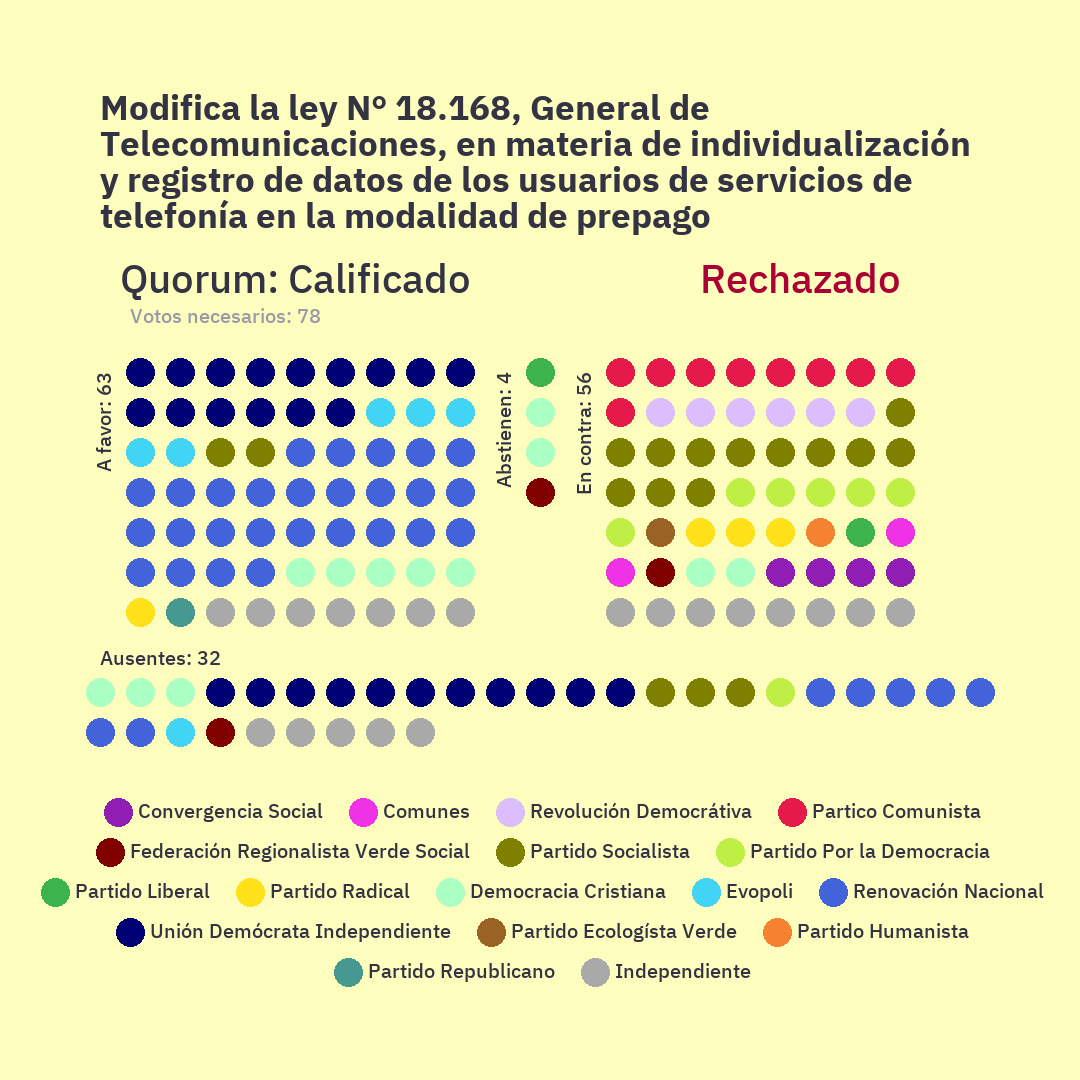 Modifica la ley N° 18.168, General de
Telecomunicaciones, en materia de individualización
y registro de datos de los usuarios de servicios de
telefonía en la modalidad de prepago
Quorum: Calificado
Rechazado
Votos necesarios: 78
A favor: 63
Abstienen: 4
En contra: 56
Ausentes: 32
Convergencia Social Comunes Revolución Democrátiva Partico Comunista
Federación Regionalista Verde Social Partido Socialista Partido Por la Democracia
Partido Liberal Partido Radical Democracia Cristiana Evopoli Renovación Nacional
Unión Demócrata Independiente Partido Ecologísta Verde Partido Humanista
Partido Republicano Independiente